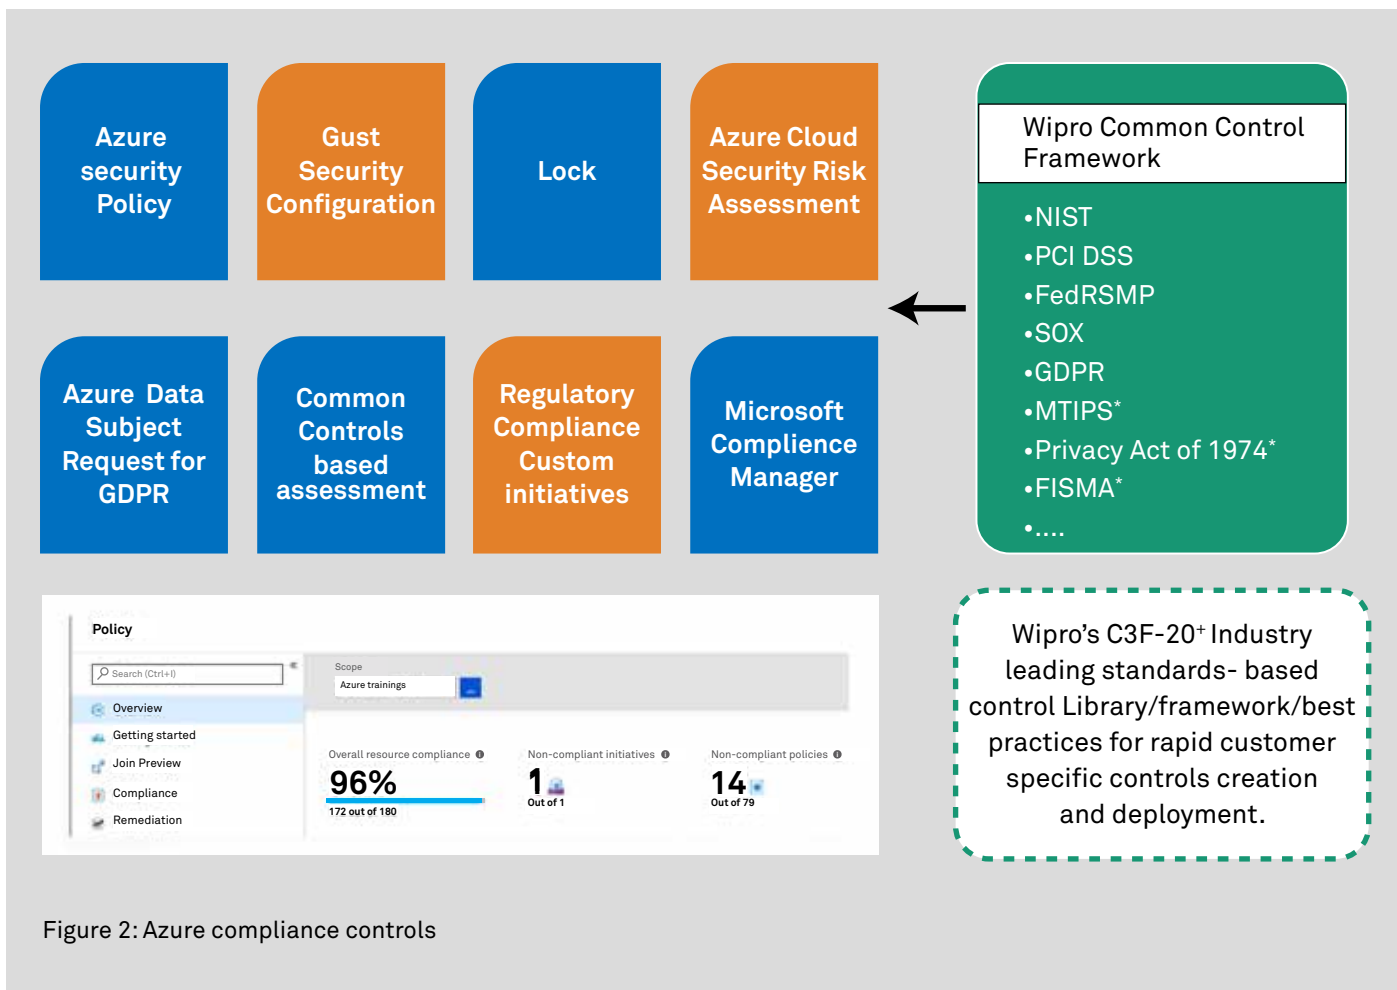 Azure
security
Policy
Gust
Security
Configuration
Lock
Azure Cloud
Security Risk
Assessment
Azure Data
Subject
Request for
GDPR
Common
Controls
based
assessment
Regulatory
Compliance
Custom
initiatives
Microsoft
Complience
Manager
Wipro Common Control
Framework
•NIST
•PCI DSS
•FedRSMP
•SOX
•GDPR
•MTIPS*
•Privacy Act of 1974*
•FISMA*
•....
Policy
Search (Ctrl+I)
Overview
Getting started
Join Preview
Compliance
Remediation
Scope
Azure trainings
Overall resource compliance
96%
172 out of 180
Non-compliant initiatives
1
Out of 1
Non-compliant policies
14
Out of 79
Wipro’s C3F-20+ Industry
leading standards- based
control Library/framework/best
practices for rapid customer
specific controls creation
and deployment.
Figure 2: Azure compliance controls